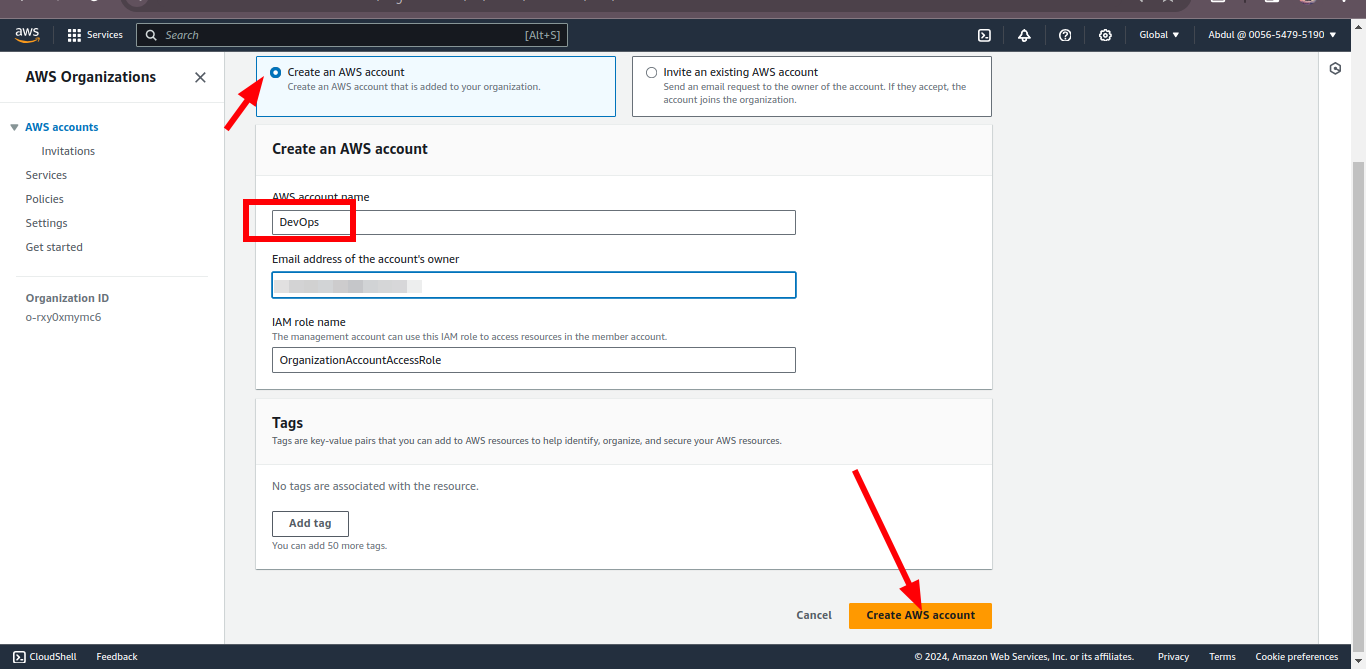 aws
Services
Search
[Alt+S]
Global
Abdul @ 0056-5479-5190
AWS Organizations
AWS accounts
Invitations
Services
Policies
Settings
Get started
Organization ID
o-rxy0xmymc6
Create an AWS account
Create an AWS account that is added to your organization.
Invite an existing AWS account
Send an email request to the owner of the account. If they accept, the
account joins the organization.
Create an AWS account
AWS account name
DevOps
Email address of the account's owner
IAM role name
The management account can use this IAM role to access resources in the member account.
OrganizationAccountAccessRole
Tags
Tags are key-value pairs that you can add to AWS resources to help identify, organize, and secure your AWS resources.
No tags are associated with the resource.
Add tag
You can add 50 more tags.
Cancel
Create AWS account
CloudShell
Feedback
© 2024, Amazon Web Services, Inc. or its affiliates.
Privacy
Terms
Cookie preferences